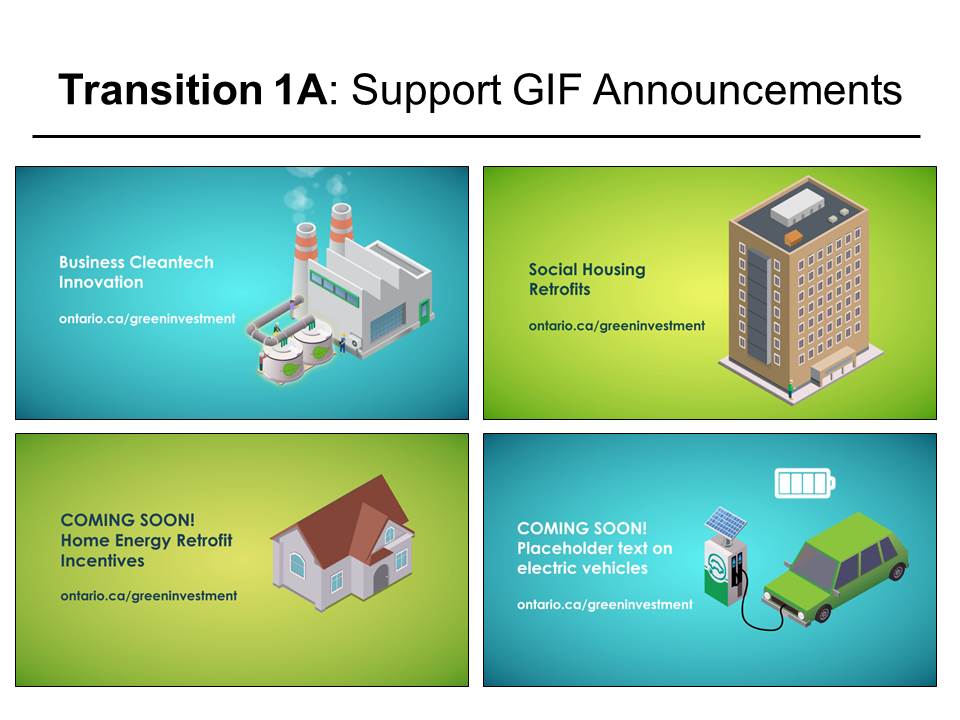 Transition 1A: Support GIF Announcements
Business Cleantech
Innovation
ontario.ca/greeninvestment
Social Housing
Retrofits
ontario.ca/greeninvestment
COMING SOON!
Home Energy Retrofit
Incentives
ontario.ca/greeninvestment
COMING SOON!
Placeholder text on
electric vehicles
ontario.ca/greeninvestment